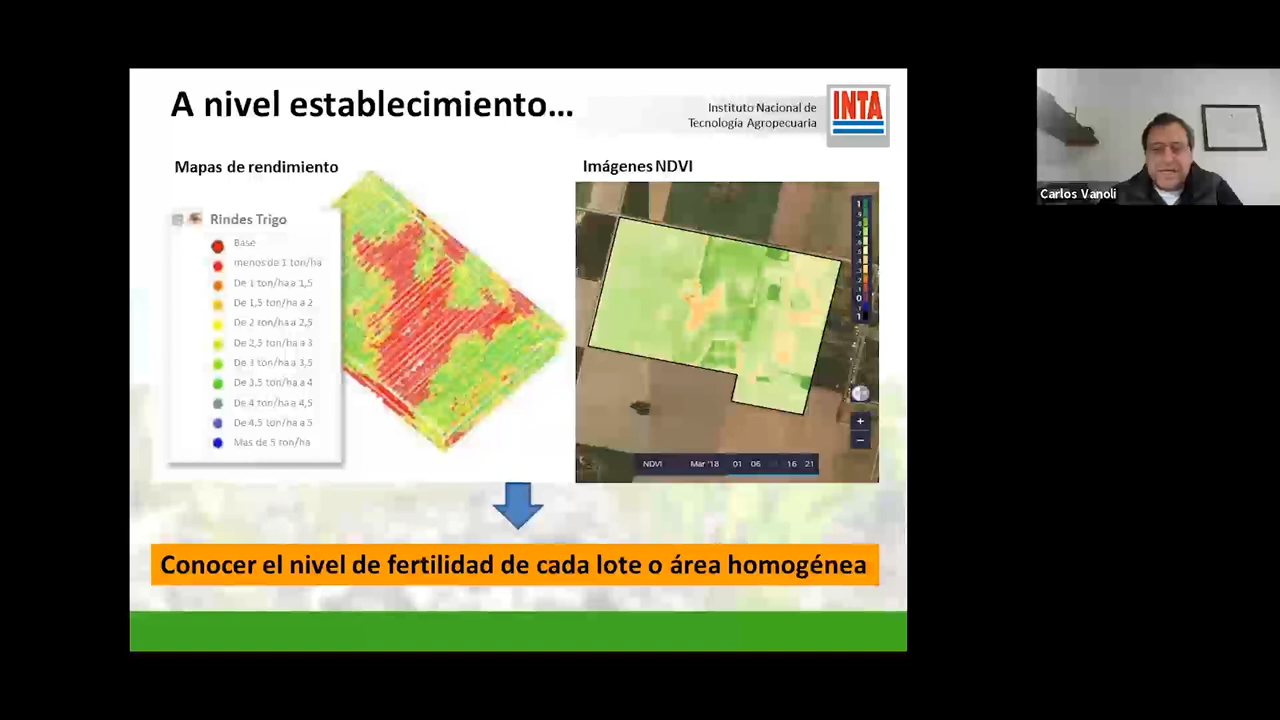 A nivel establecimiento...
Instituto Nacional de
Tecnología Agropecuaria
INTA
Mapas de rendimiento
Rindes Trigo
Base
menos de 1 ton/ha
De 1 ton/ha a 1,5
De 1,5 ton/ha a 2
De 2 ton/ha a 2,5
De 2,5 ton/ha a 3
De 3 ton/ha a 3,5
De 3,5 ton/ha a 4
De 4 ton/ha a 4,5
De 4,5 ton/ha a 5
Mas de 5 ton/ha
Imágenes NDVI
NDVI Mar '18 01 06 16 21
Conocer el nivel de fertilidad de cada lote o área homogénea
Carlos Vanoli